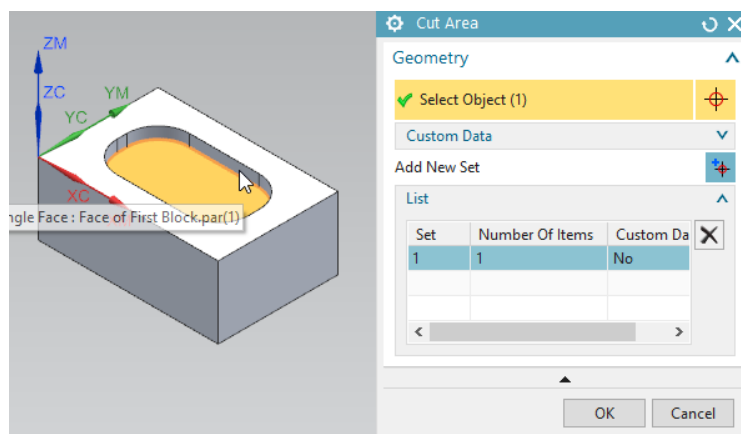 Cut Area
ZM
Geometry
ZC
YM
Select Object (1)
YC
Custom Data
Add New Set
XC
List
ngle Face : Face of First Block.par(1)
Set Number Of Items Custom Da
1 1 No
OK Cancel